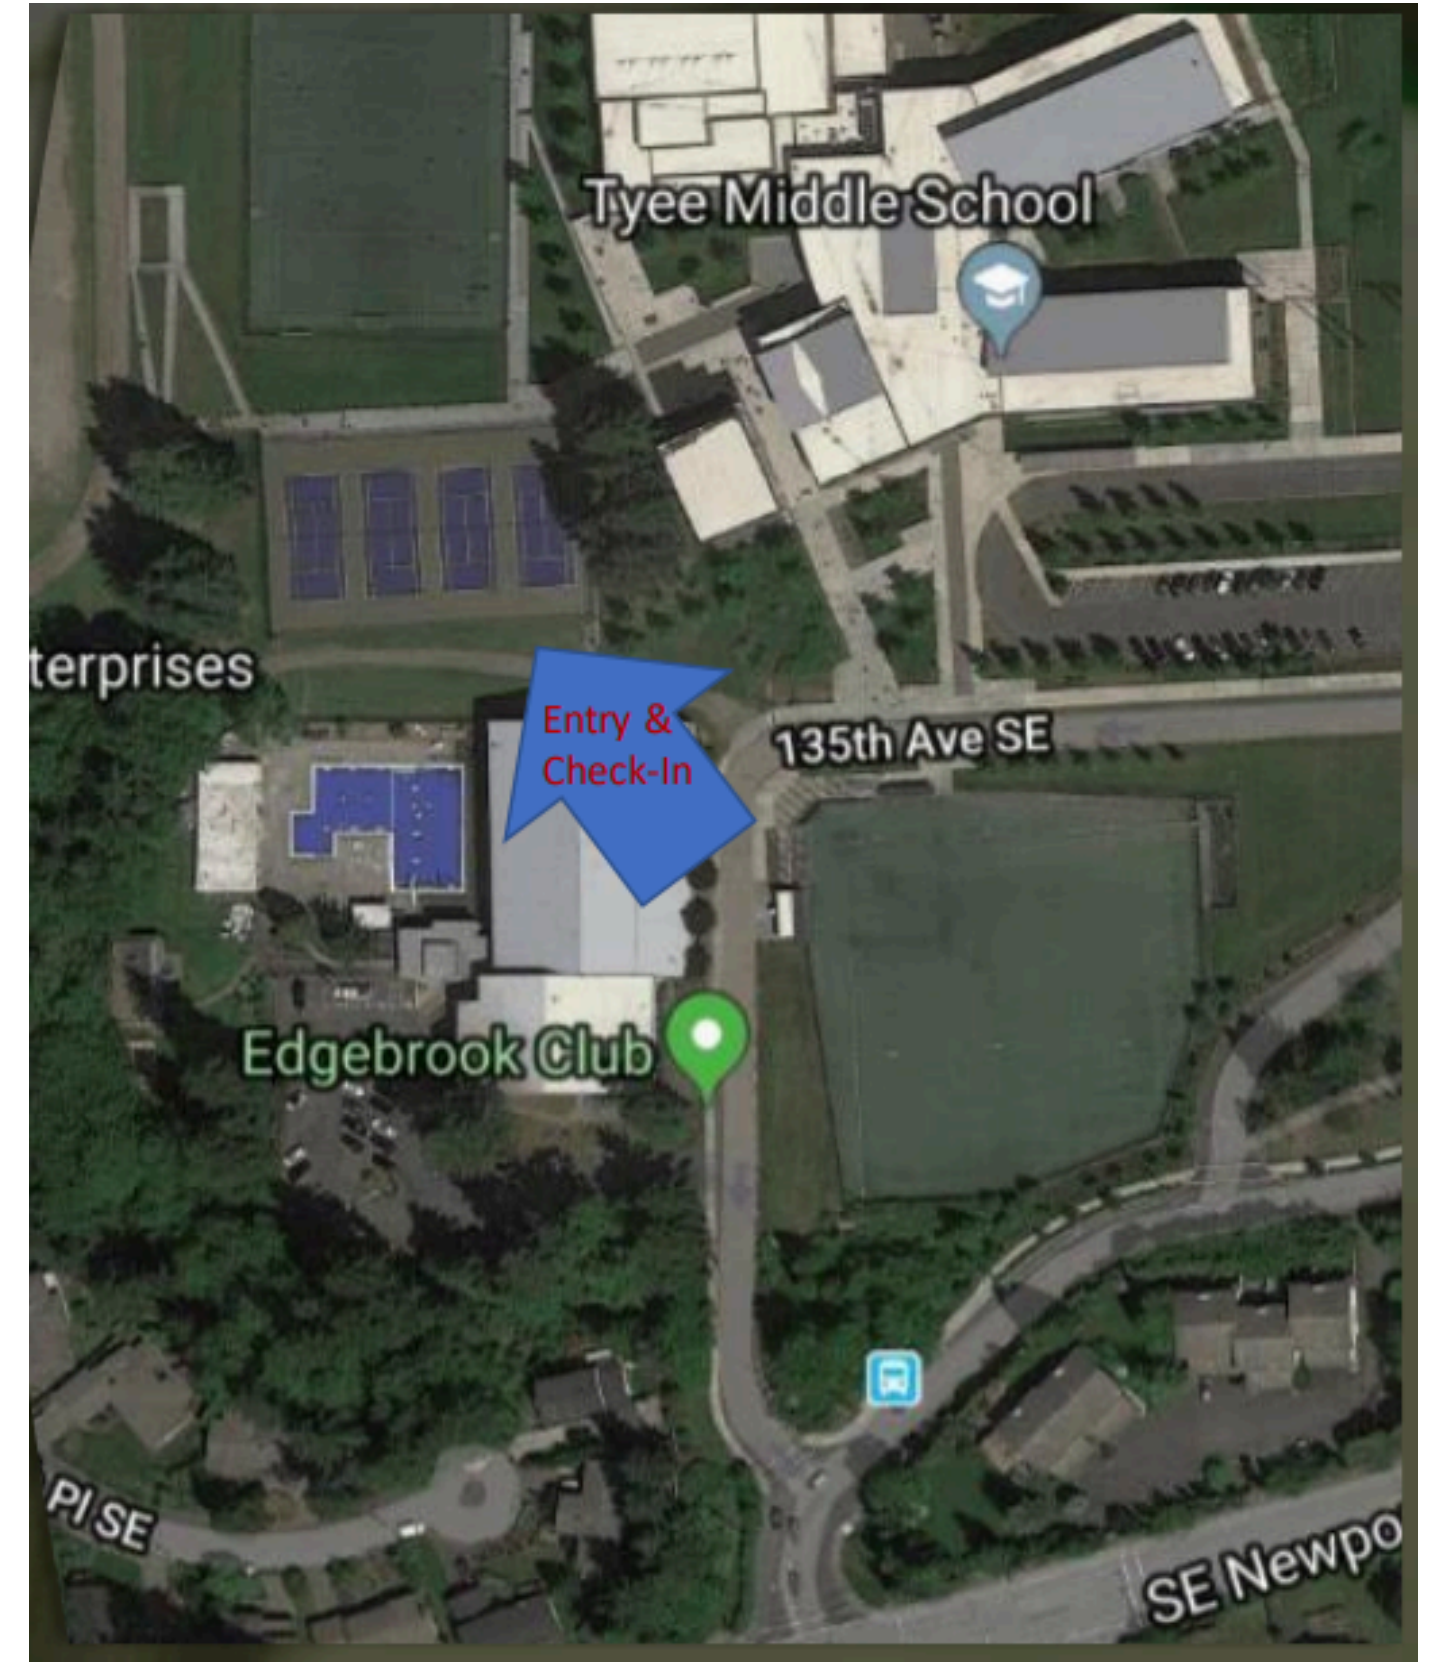 Tyee Middle School
terprises
Entry &
Check-In
135th Ave SE
Edgebrook Club
Pl SE
SE Newpo